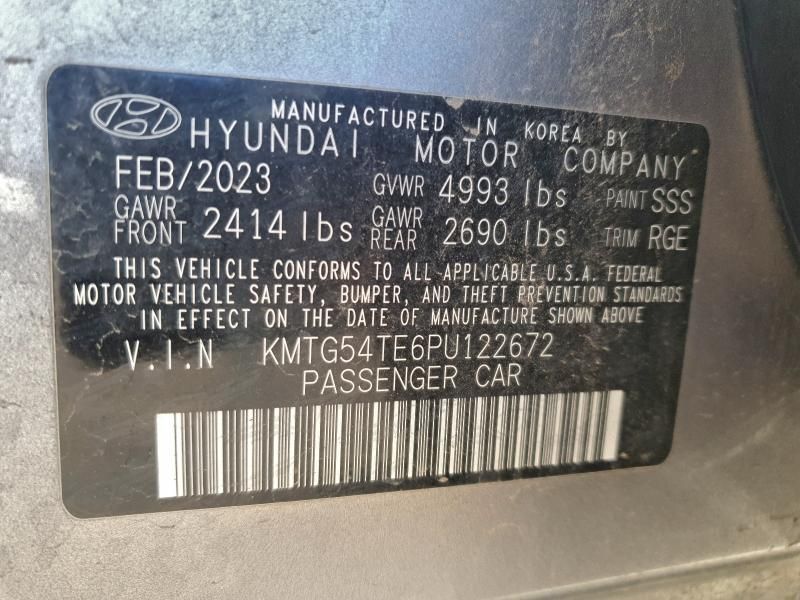 MANUFACTURED IN KOREA BY
HYUNDAI MOTOR COMPANY
FEB/2023 GVWR 4993 lbs PAINT SSS
GAWR FRONT 2414 lbs GAWR REAR 2690 lbs TRIM RGE
THIS VEHICLE CONFORMS TO ALL APPLICABLE U.S.A. FEDERAL
MOTOR VEHICLE SAFETY, BUMPER, AND THEFT PREVENTION STANDARDS
IN EFFECT ON THE DATE OF MANUFACTURE SHOWN ABOVE
V.I.N KMTG54TE6PU122672
PASSENGER CAR